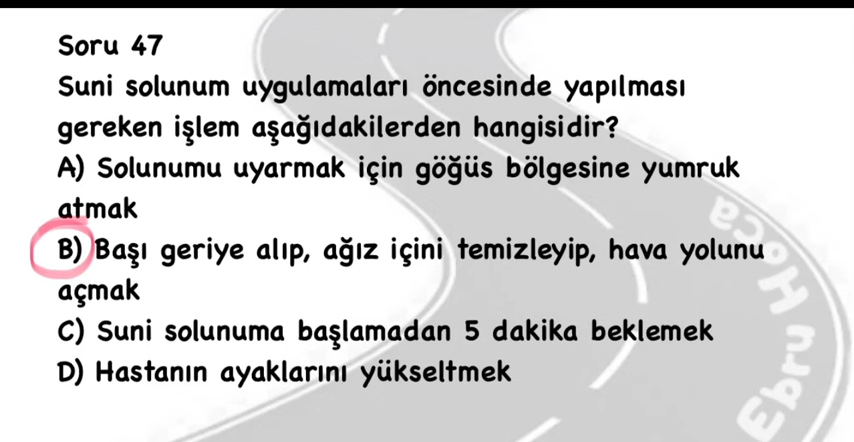 Soru 47
Suni solunum uygulamaları öncesinde yapılması
gereken işlem aşağıdakilerden hangisidir?
A) Solunumu uyarmak için göğüs bölgesine yumruk
atmak
B) Başı geriye alıp, ağız içini temizleyip, hava yolunu
açmak
C) Suni solunuma başlamadan 5 dakika beklemek
D) Hastanın ayaklarını yükseltmek
Ebru Hoca